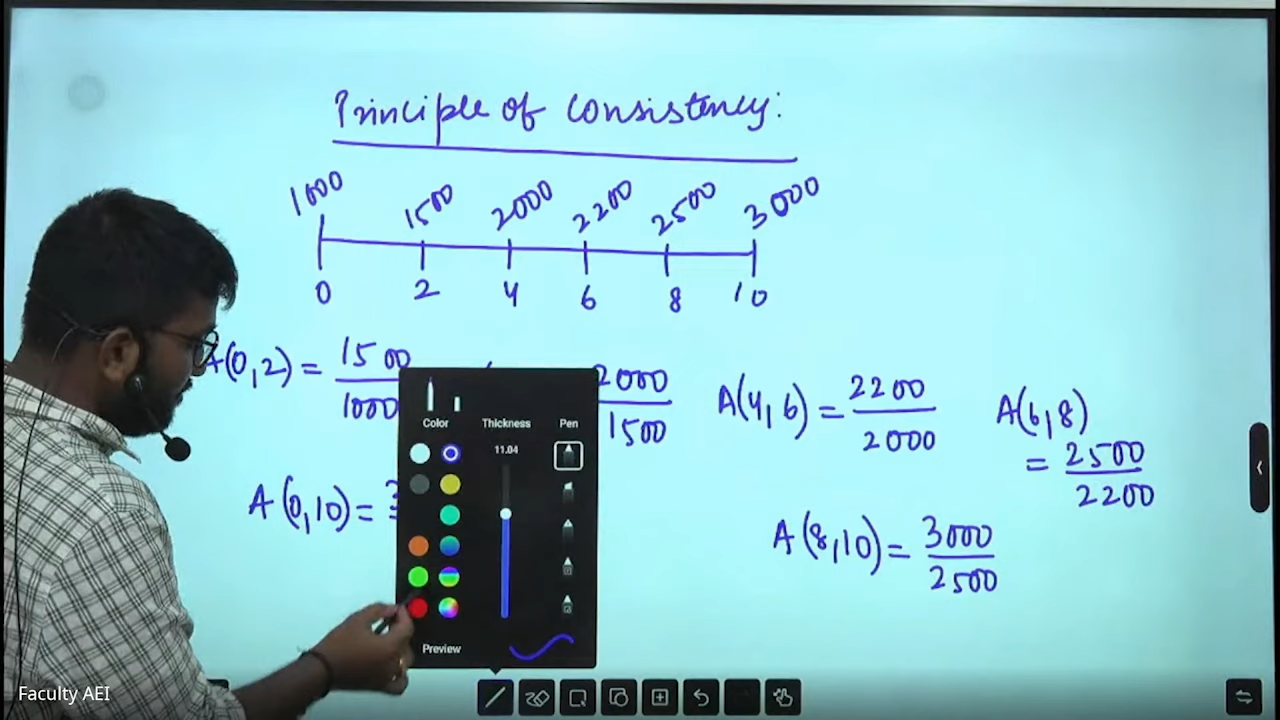 Principle of consistency:
1000 1500 2000 2200 2500 3000
0 2 4 6 8 10
A(0,2) = 1500/1000
2000/1500
A(4,6) = 2200/2000
A(6,8) = 2500/2200
A(0,10) =
A(8,10) = 3000/2500
Color Thickness Pen
11.04
Preview
Faculty AEI